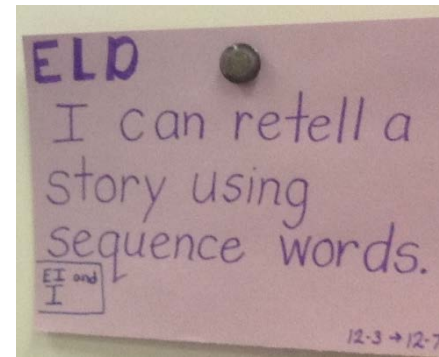 ELD
I can retell a
story using
sequence words.
EI and
I
12-3 → 12-7